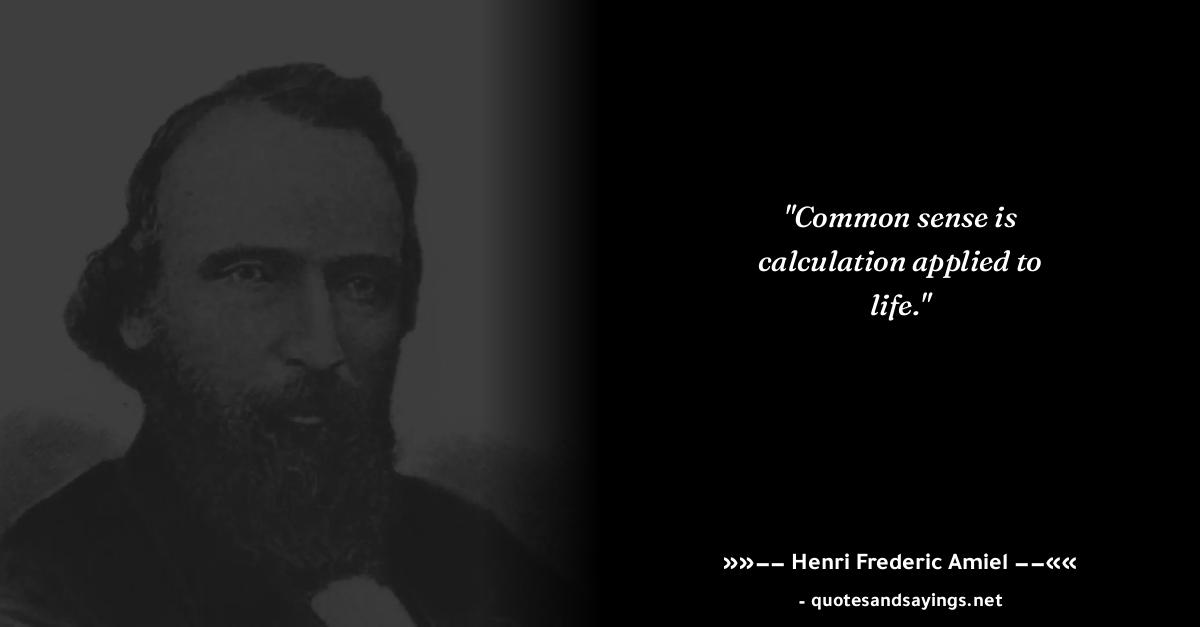 "Common sense is
calculation applied to
life."
»»−− Henri Frederic Amiel −−««
- quotesandsayings.net